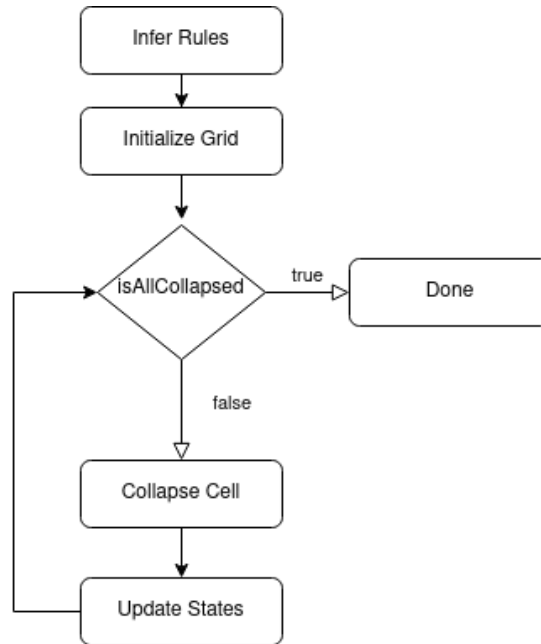 Infer Rules
Initialize Grid
isAllCollapsed
true
Done
false
Collapse Cell
Update States